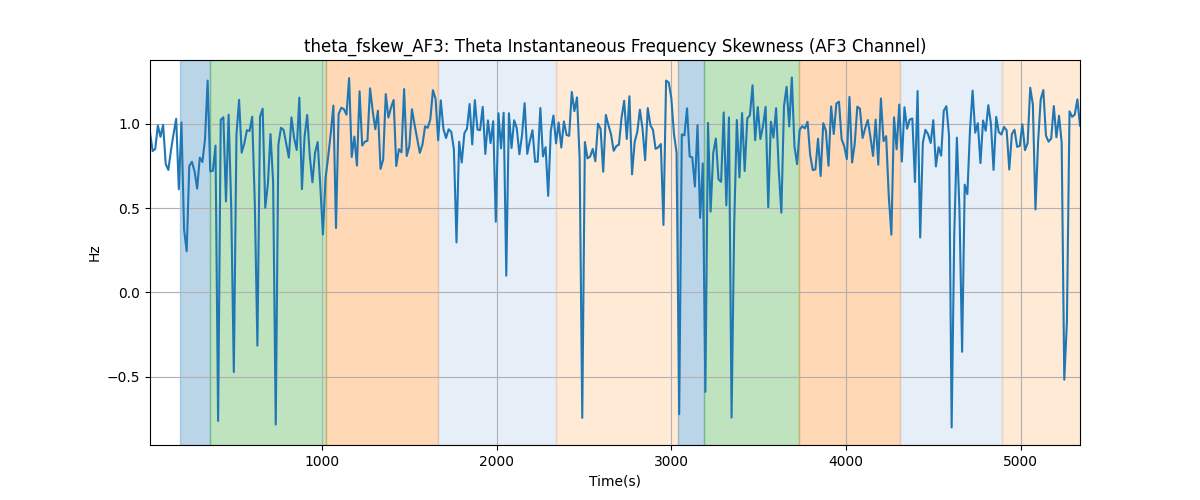 theta_fskew_AF3: Theta Instantaneous Frequency Skewness (AF3 Channel)
1.0
0.5
0.0
−0.5
Hz
1000 2000 3000 4000 5000
Time(s)